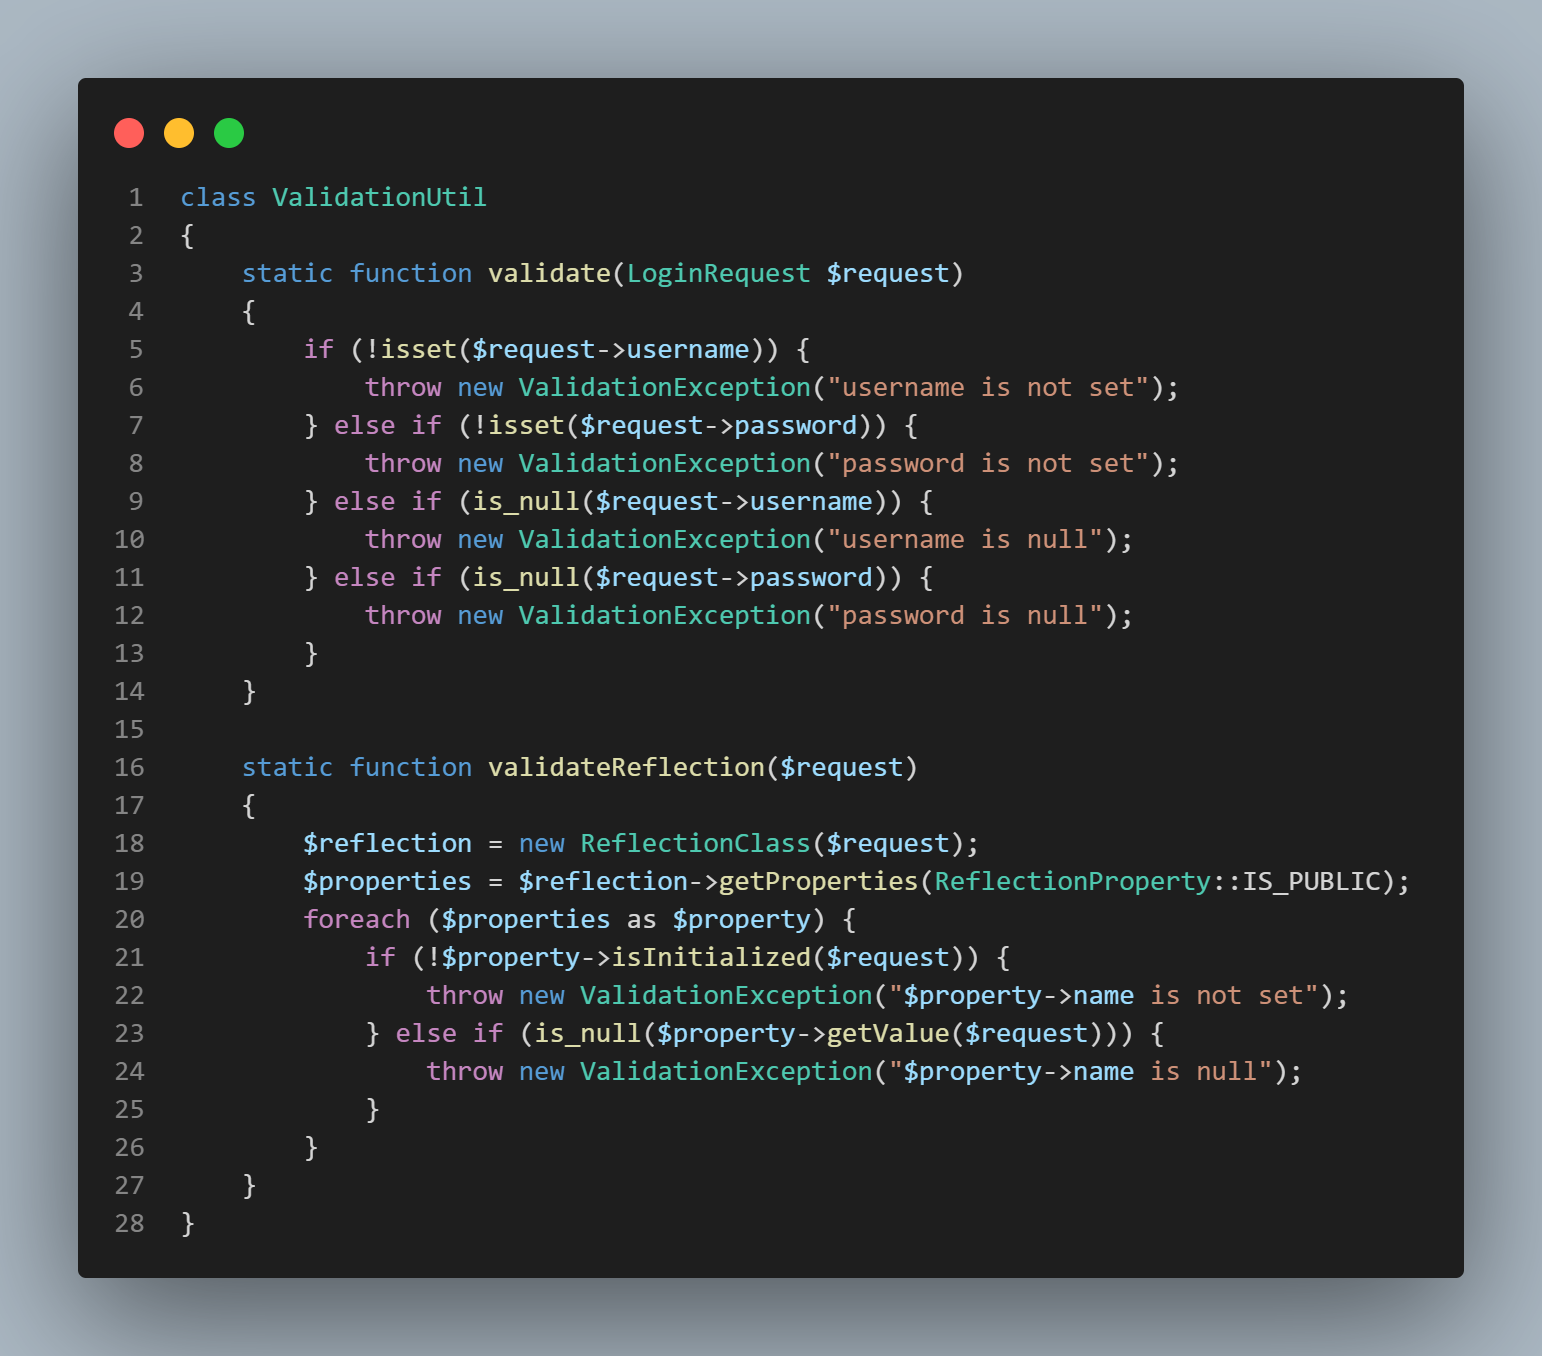 1 class ValidationUtil
2 {
3     static function validate(LoginRequest $request)
4     {
5         if (!isset($request->username)) {
6             throw new ValidationException("username is not set");
7         } else if (!isset($request->password)) {
8             throw new ValidationException("password is not set");
9         } else if (is_null($request->username)) {
10             throw new ValidationException("username is null");
11         } else if (is_null($request->password)) {
12             throw new ValidationException("password is null");
13         }
14     }
15
16     static function validateReflection($request)
17     {
18         $reflection = new ReflectionClass($request);
19         $properties = $reflection->getProperties(ReflectionProperty::IS_PUBLIC);
20         foreach ($properties as $property) {
21             if (!$property->isInitialized($request)) {
22                 throw new ValidationException("$property->name is not set");
23             } else if (is_null($property->getValue($request))) {
24                 throw new ValidationException("$property->name is null");
25             }
26         }
27     }
28 }